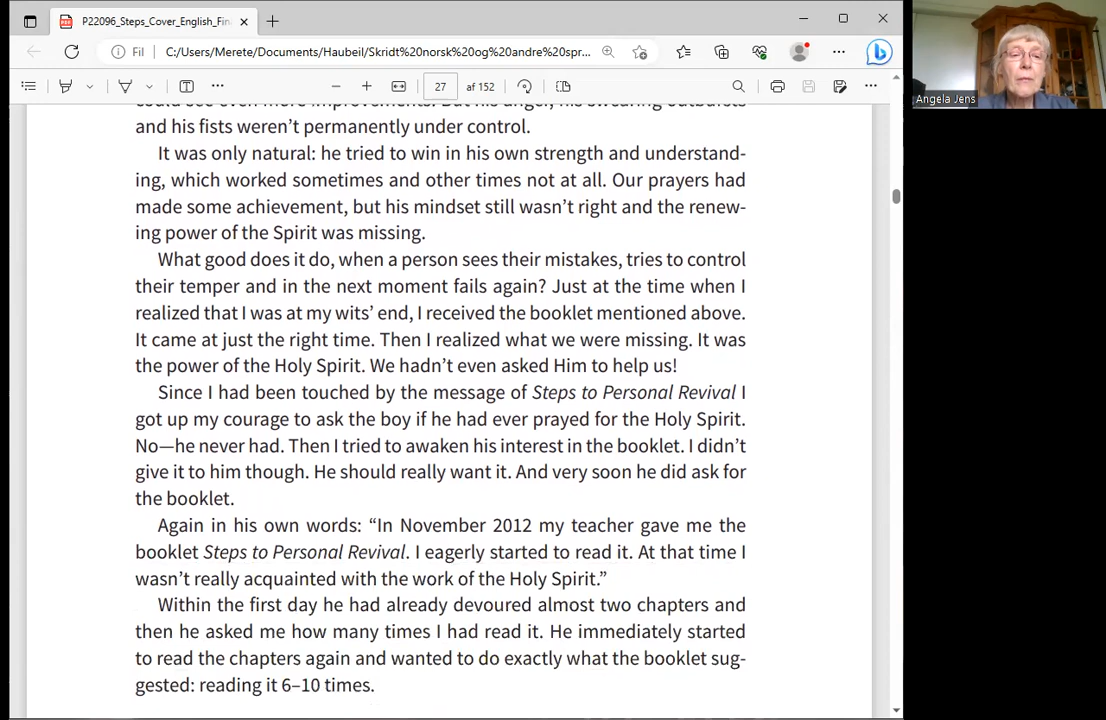 P22096_Steps_Cover_English_Fin
Fil
C:/Users/Merete/Documents/Haubeil/Skridt%20norsk%20og%20andre%20spr...
27 af 152
could see even more improvements. But his anger, his swearing outbursts
and his fists weren’t permanently under control.
It was only natural: he tried to win in his own strength and understand-
ing, which worked sometimes and other times not at all. Our prayers had
made some achievement, but his mindset still wasn’t right and the renew-
ing power of the Spirit was missing.
What good does it do, when a person sees their mistakes, tries to control
their temper and in the next moment fails again? Just at the time when I
realized that I was at my wits’ end, I received the booklet mentioned above.
It came at just the right time. Then I realized what we were missing. It was
the power of the Holy Spirit. We hadn’t even asked Him to help us!
Since I had been touched by the message of Steps to Personal Revival I
got up my courage to ask the boy if he had ever prayed for the Holy Spirit.
No—he never had. Then I tried to awaken his interest in the booklet. I didn’t
give it to him though. He should really want it. And very soon he did ask for
the booklet.
Again in his own words: “In November 2012 my teacher gave me the
booklet Steps to Personal Revival. I eagerly started to read it. At that time I
wasn’t really acquainted with the work of the Holy Spirit.”
Within the first day he had already devoured almost two chapters and
then he asked me how many times I had read it. He immediately started
to read the chapters again and wanted to do exactly what the booklet sug-
gested: reading it 6–10 times.
Angela Jens